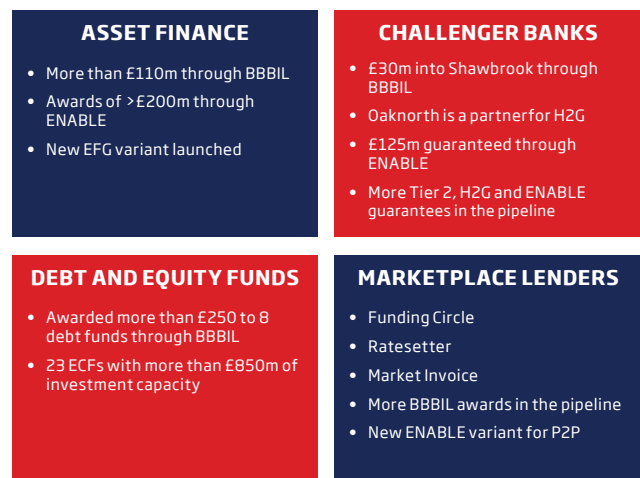 ASSET FINANCE
• More than £110m through BBBIL
• Awards of >£200m through
ENABLE
• New EFG variant launched
CHALLENGER BANKS
• £30m into Shawbrook through
BBBIL
• Oaknorth is a partnerfor H2G
• £125m guaranteed through
ENABLE
• More Tier 2, H2G and ENABLE
guarantees in the pipeline
DEBT AND EQUITY FUNDS
• Awarded more than £250 to 8
debt funds through BBBIL
• 23 ECFs with more than £850m of
investment capacity
MARKETPLACE LENDERS
• Funding Circle
• Ratesetter
• Market Invoice
• More BBBIL awards in the pipeline
• New ENABLE variant for P2P